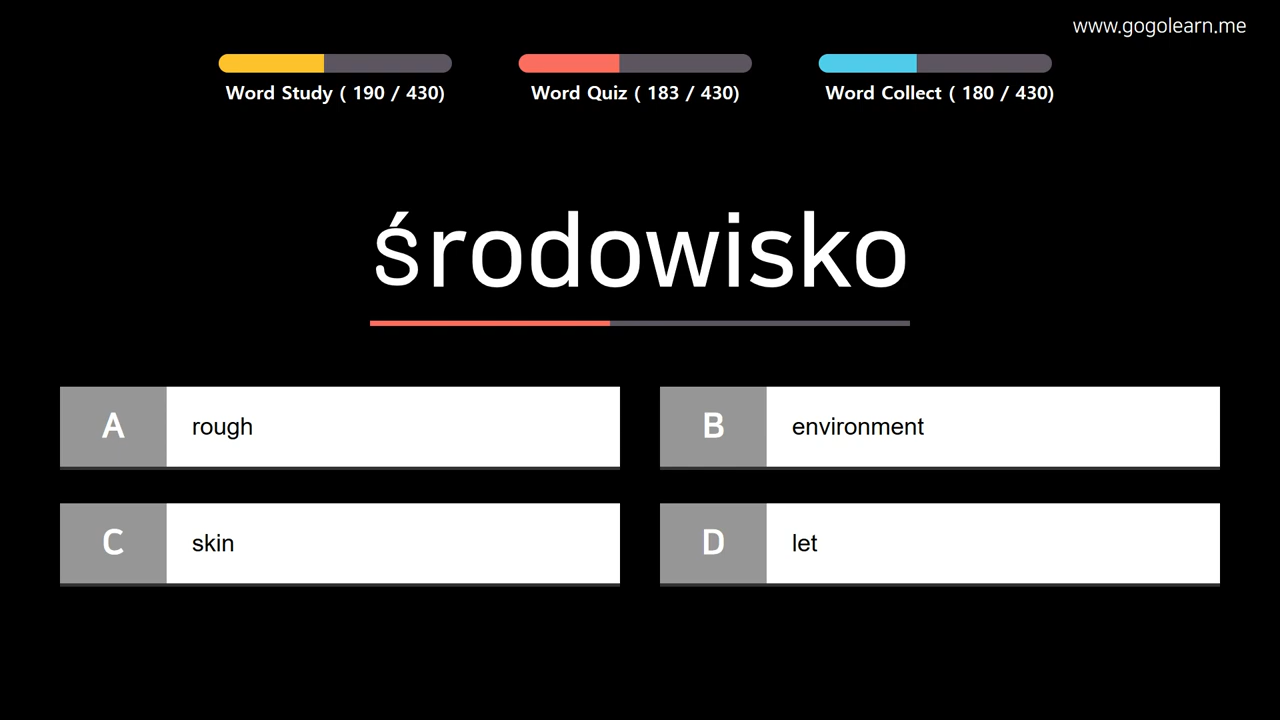 www.gogolearn.me
Word Study ( 190 / 430)
Word Quiz ( 183 / 430)
Word Collect ( 180 / 430)
środowisko
A rough
B environment
C skin
D let